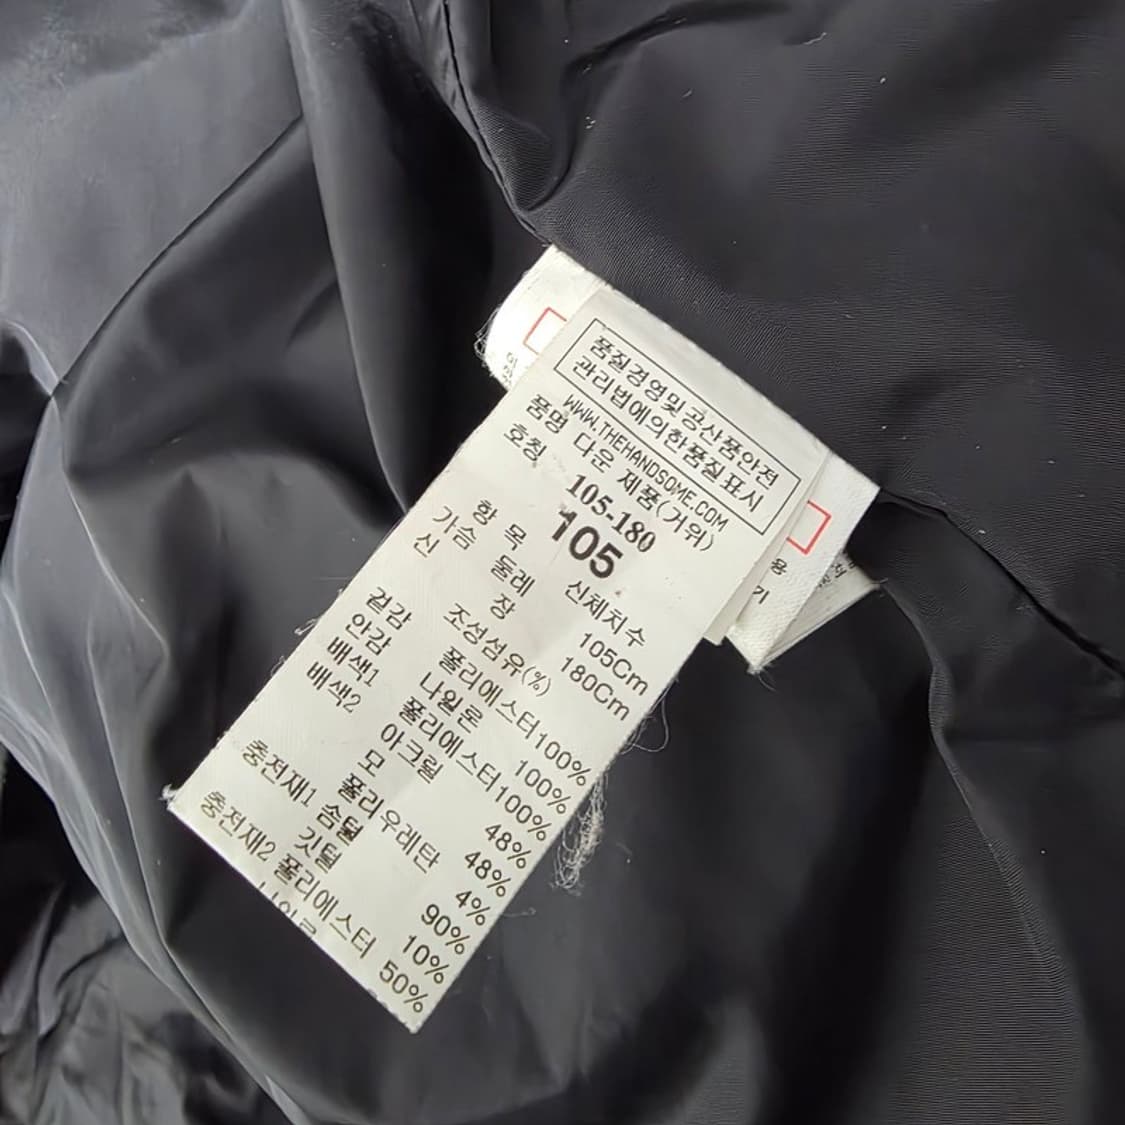 품질경영및공산품안전
관리법에의한품질표시
WWW.THEHANDSOME.COM
품명 다운 제품(거위)
호칭 105-180
105
항 목 신체치수
가슴 둘레 105Cm
신 장 180Cm
조성섬유(%)
겉감 폴리에스터100%
안감 나일론 100%
배색1 폴리에스터100%
배색2 아크릴 48%
모 48%
폴리우레탄 4%
충전재1 솜털 90%
깃털 10%
충전재2 폴리에스터 50%
용
기